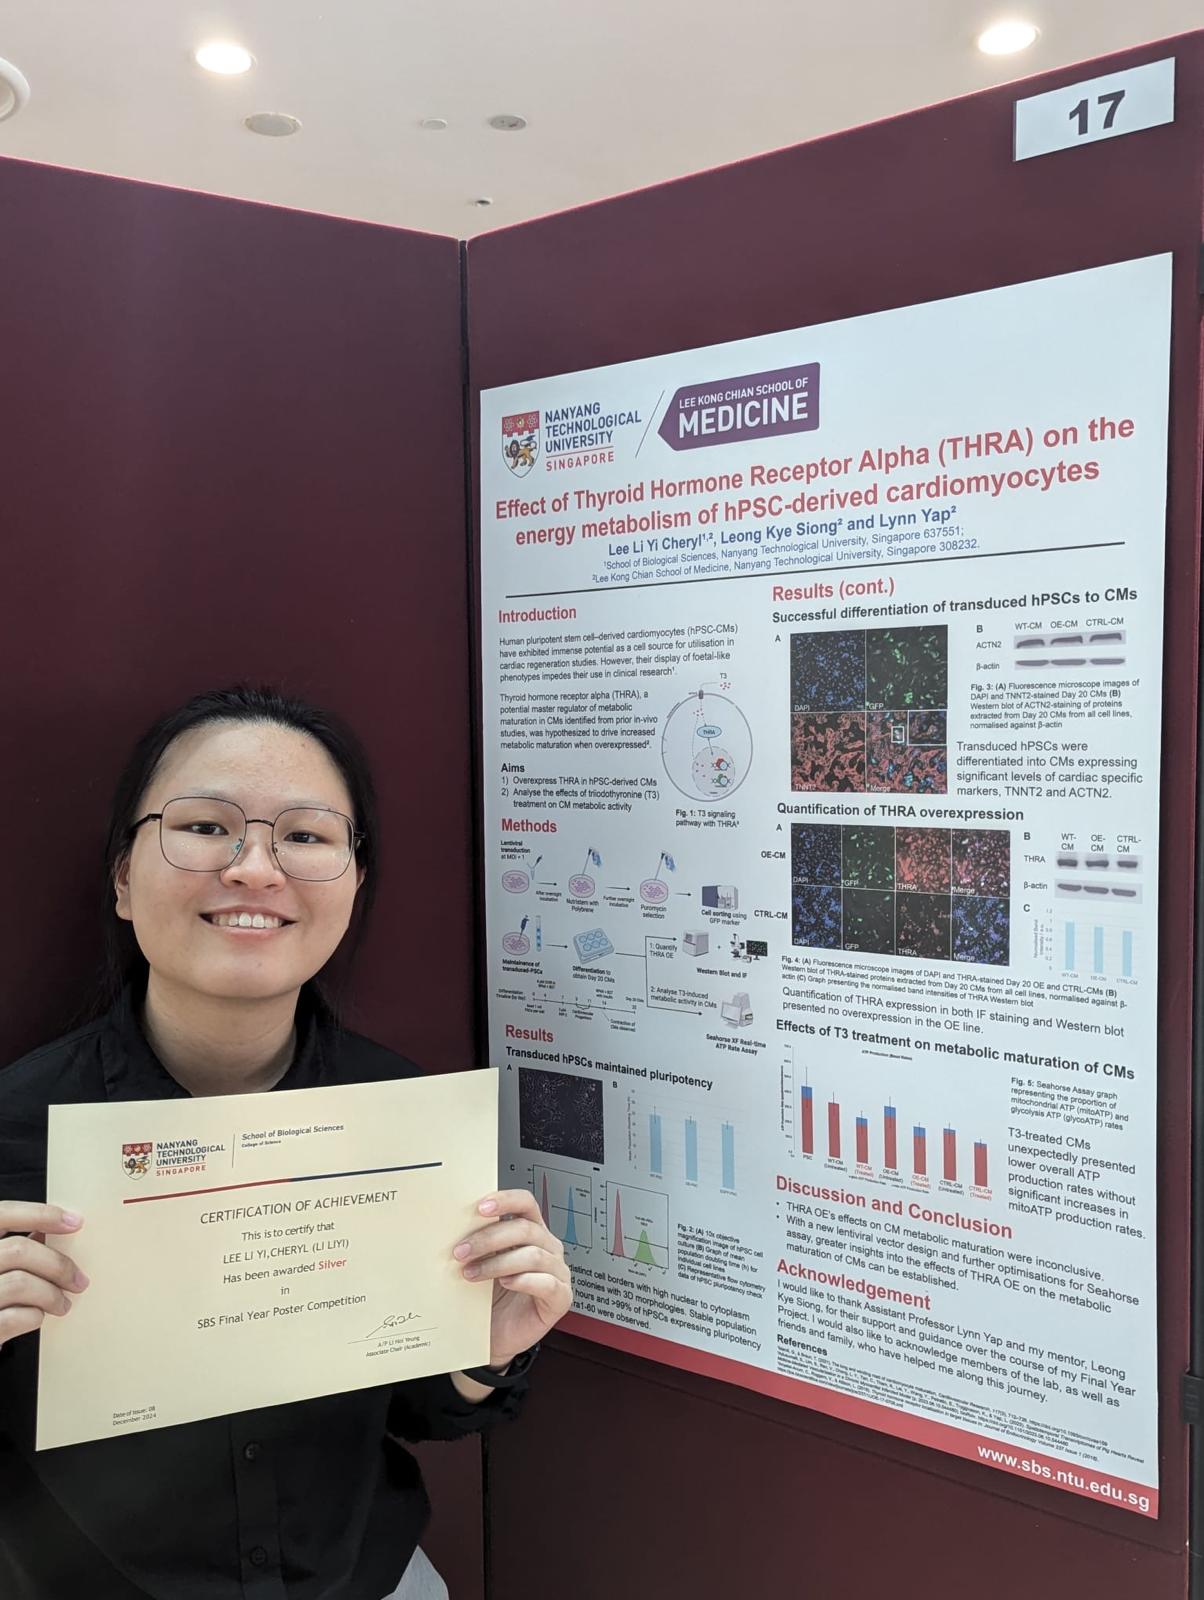 17
NANYANG
TECHNOLOGICAL
UNIVERSITY
SINGAPORE
LEE KONG CHIAN SCHOOL OF
MEDICINE
Effect of Thyroid Hormone Receptor Alpha (THRA) on the
energy metabolism of hPSC-derived cardiomyocytes
Lee Li Yi Cheryl¹,², Leong Kye Siong² and Lynn Yap²
¹School of Biological Sciences, Nanyang Technological University, Singapore 637551;
²Lee Kong Chian School of Medicine, Nanyang Technological University, Singapore 308232.
Introduction
Human pluripotent stem cell–derived cardiomyocytes (hPSC-CMs)
have exhibited immense potential as a cell source for utilisation in
cardiac regeneration studies. However, their display of foetal-like
phenotypes impedes their use in clinical research¹.
Thyroid hormone receptor alpha (THRA), a
potential master regulator of metabolic
maturation in CMs identified from prior in-vivo
studies, was hypothesized to drive increased
metabolic maturation when overexpressed².
T3
THRA
Aims
1) Overexpress THRA in hPSC-derived CMs
2) Analyse the effects of triiodothyronine (T3)
treatment on CM metabolic activity
Fig. 1: T3 signaling
pathway with THRA³
Methods
Lentiviral
transduction
at MOI = 1
After overnight
incubation
Nutristem with
Polybrene
Further overnight
incubation
Puromycin
selection
Cell sorting using
GFP marker
Maintainance of
transduced-PSCs
Differentiation to
obtain Day 20 CMs
1: Quantify
THRA OE
Western Blot and IF
2: Analyse T3-induced
metabolic activity in CMs
Seahorse XF Real-time
ATP Rate Assay
Results
Transduced hPSCs maintained pluripotency
A
B
C
Fig. 2: (A) 10x objective
magnification image of hPSC cell
culture (B) Graph of mean
population doubling time (h) for
individual cell lines
(C) Representative flow cytometry
data of hPSC pluripotency check
distinct cell borders with high nuclear to cytoplasm
colonies with 3D morphologies. Stable population
hours and >99% of hPSCs expressing pluripotency
were observed.
Results (cont.)
Successful differentiation of transduced hPSCs to CMs
A
DAPI
GFP
TNNT2
Merge
B
WT-CM OE-CM CTRL-CM
ACTN2
β-actin
Fig. 3: (A) Fluorescence microscope images of
DAPI and TNNT2-stained Day 20 CMs (B)
Western blot of ACTN2-staining of proteins
extracted from Day 20 CMs from all cell lines,
normalised against β-actin
Transduced hPSCs were
differentiated into CMs expressing
significant levels of cardiac specific
markers, TNNT2 and ACTN2.
Quantification of THRA overexpression
A
OE-CM
DAPI
GFP
THRA
Merge
CTRL-CM
DAPI
GFP
THRA
Merge
B
WT-CM OE-CM CTRL-CM
THRA
β-actin
C
WT-CM OE-CM CTRL-CM
Fig. 4: (A) Fluorescence microscope images of DAPI and THRA-stained Day 20 OE and CTRL-CMs (B)
Western blot of THRA-stained proteins extracted from Day 20 CMs from all cell lines, normalised against β-
actin (C) Graph presenting the normalised band intensities of THRA Western blot
Quantification of THRA expression in both IF staining and Western blot
presented no overexpression in the OE line.
Effects of T3 treatment on metabolic maturation of CMs
PSC
WT-CM (Untreated)
WT-CM (Treated)
OE-CM (Untreated)
OE-CM (Treated)
CTRL-CM (Untreated)
CTRL-CM (Treated)
Fig. 5: Seahorse Assay graph
representing the proportion of
mitochondrial ATP (mitoATP) and
glycolysis ATP (glycoATP) rates
T3-treated CMs
unexpectedly presented
lower overall ATP
production rates without
significant increases in
mitoATP production rates.
Discussion and Conclusion
• THRA OE's effects on CM metabolic maturation were inconclusive.
• With a new lentiviral vector design and further optimisations for Seahorse
assay, greater insights into the effects of THRA OE on the metabolic
maturation of CMs can be established.
Acknowledgement
I would like to thank Assistant Professor Lynn Yap and my mentor, Leong
Kye Siong, for their support and guidance over the course of my Final Year
Project. I would also like to acknowledge members of the lab, as well as
friends and family, who have helped me along this journey.
References
www.sbs.ntu.edu.sg
NANYANG
TECHNOLOGICAL
UNIVERSITY
SINGAPORE
School of Biological Sciences
College of Science
CERTIFICATION OF ACHIEVEMENT
This is to certify that
LEE LI YI,CHERYL (LI LIYI)
Has been awarded Silver
in
SBS Final Year Poster Competition
A/P Li Hoi Yeung
Associate Chair (Academic)
Date of Issue: 08
December 2024